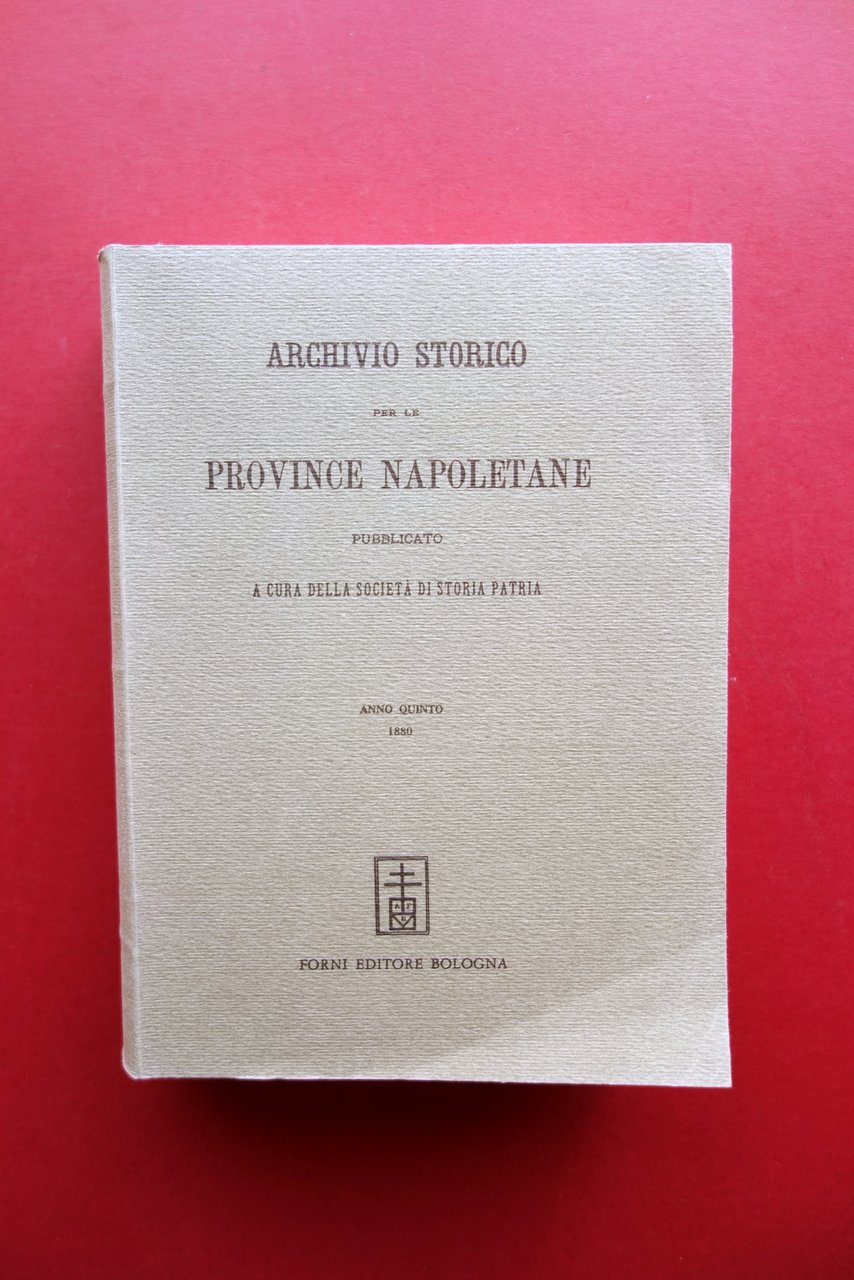 ARCHIVIO STORICO
PER LE
PROVINCE NAPOLETANE
PUBBLICATO
A CURA DELLA SOCIETÀ DI STORIA PATRIA
ANNO QUINTO
1880
FORNI EDITORE BOLOGNA